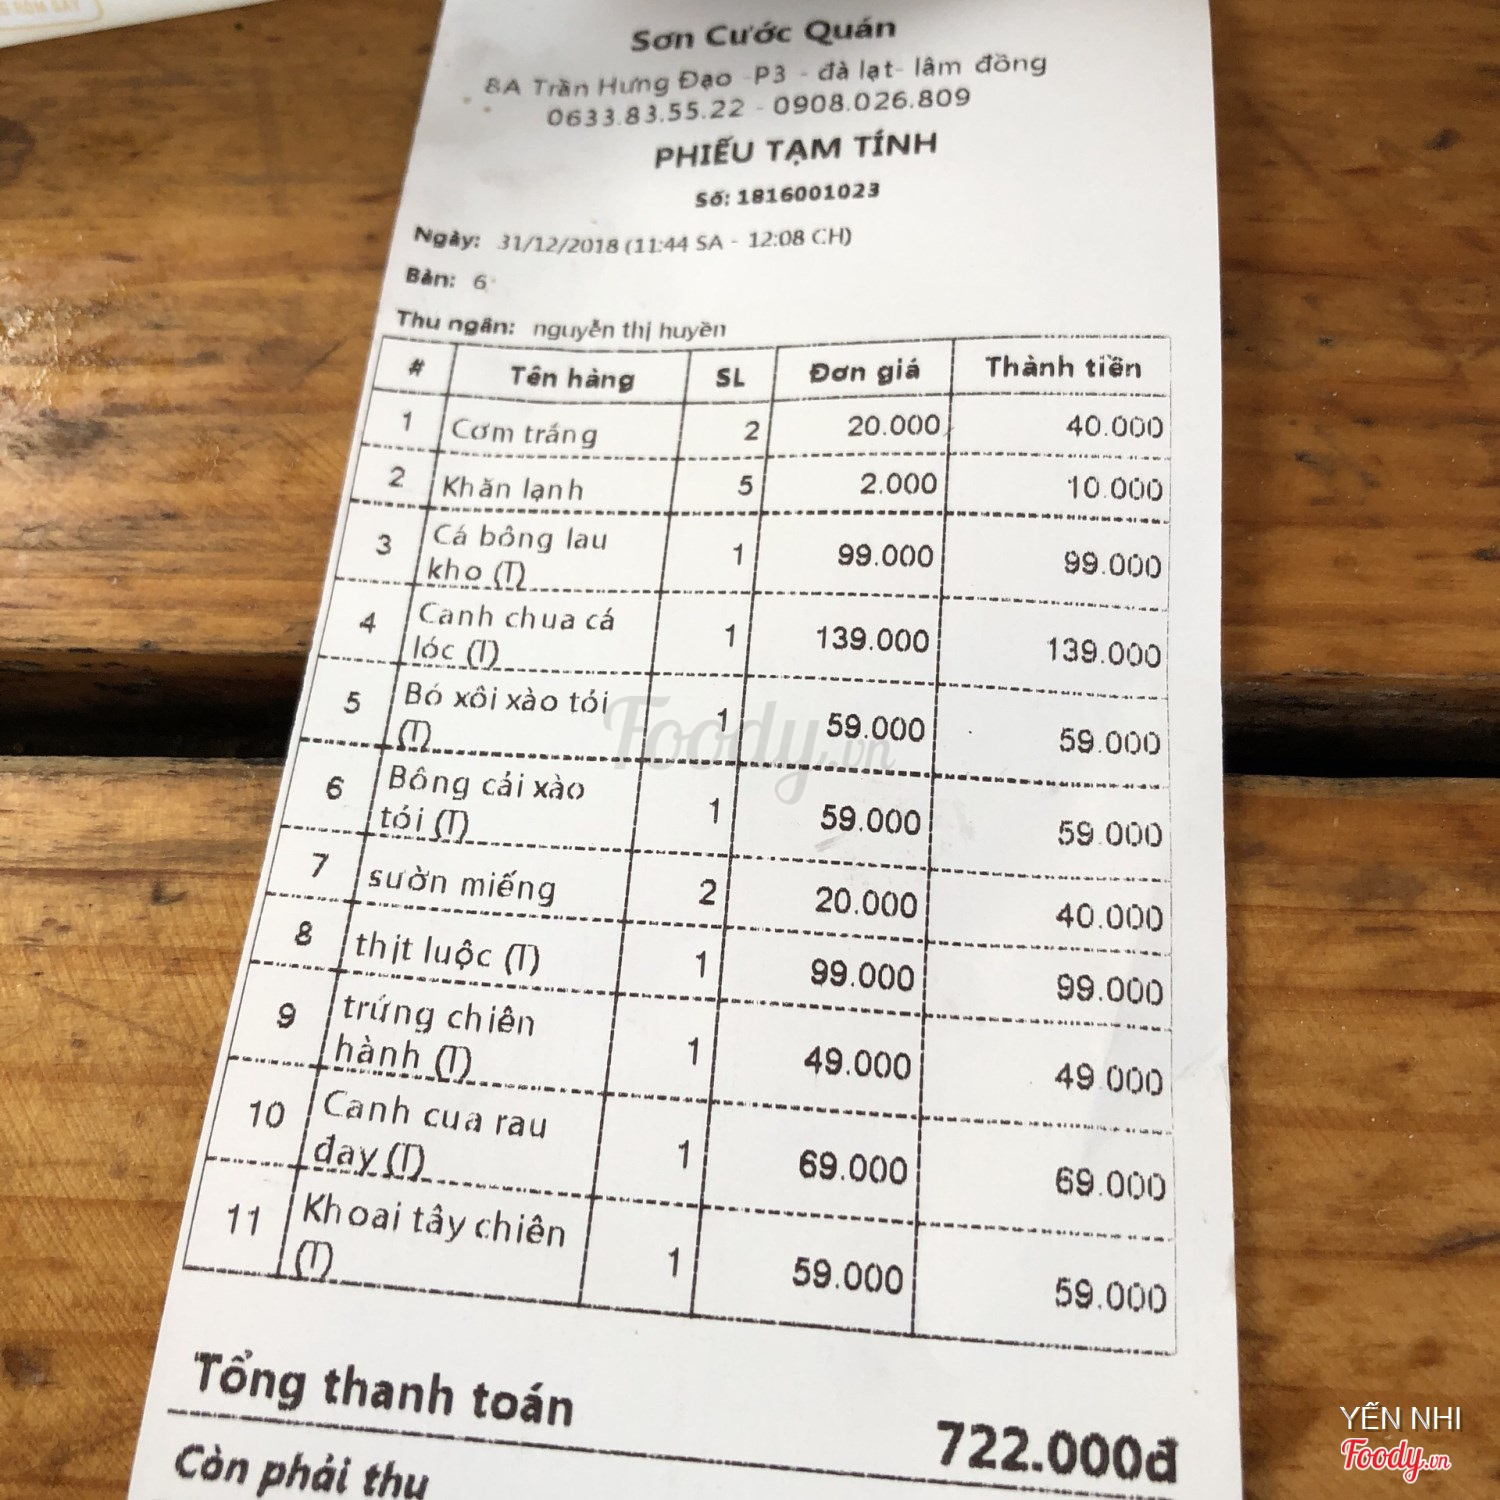 Sơn Cước Quán
8A Trần Hưng Đạo -P3 - đà lạt- lâm đồng
0633.83.55.22 - 0908.026.809
PHIẾU TẠM TÍNH
Số: 1816001023
Ngày: 31/12/2018 (11:44 SA - 12:08 CH)
Bàn: 6
Thu ngân: nguyễn thị huyền
# Tên hàng SL Đơn giá Thành tiền
1 Cơm trắng 2 20.000 40.000
2 Khăn lạnh 5 2.000 10.000
3 Cá bông lau kho (T) 1 99.000 99.000
4 Canh chua cá lóc (T) 1 139.000 139.000
5 Bó xôi xào tỏi (T) 1 59.000 59.000
6 Bông cải xào tỏi (T) 1 59.000 59.000
7 sườn miếng 2 20.000 40.000
8 thịt luộc (T) 1 99.000 99.000
9 trứng chiên hành (T) 1 49.000 49.000
10 Canh cua rau đay (T) 1 69.000 69.000
11 Khoai tây chiên (T) 1 59.000 59.000
Tổng thanh toán 722.000đ
Còn phải thu
Foody.vn
YẾN NHI
Foody.vn